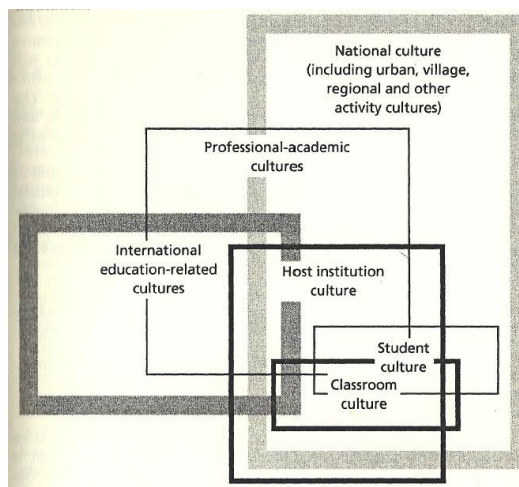 National culture
(including urban, village,
regional and other
activity cultures)
Professional-academic
cultures
International
education-related
cultures
Host institution
culture
Student
culture
Classroom
culture